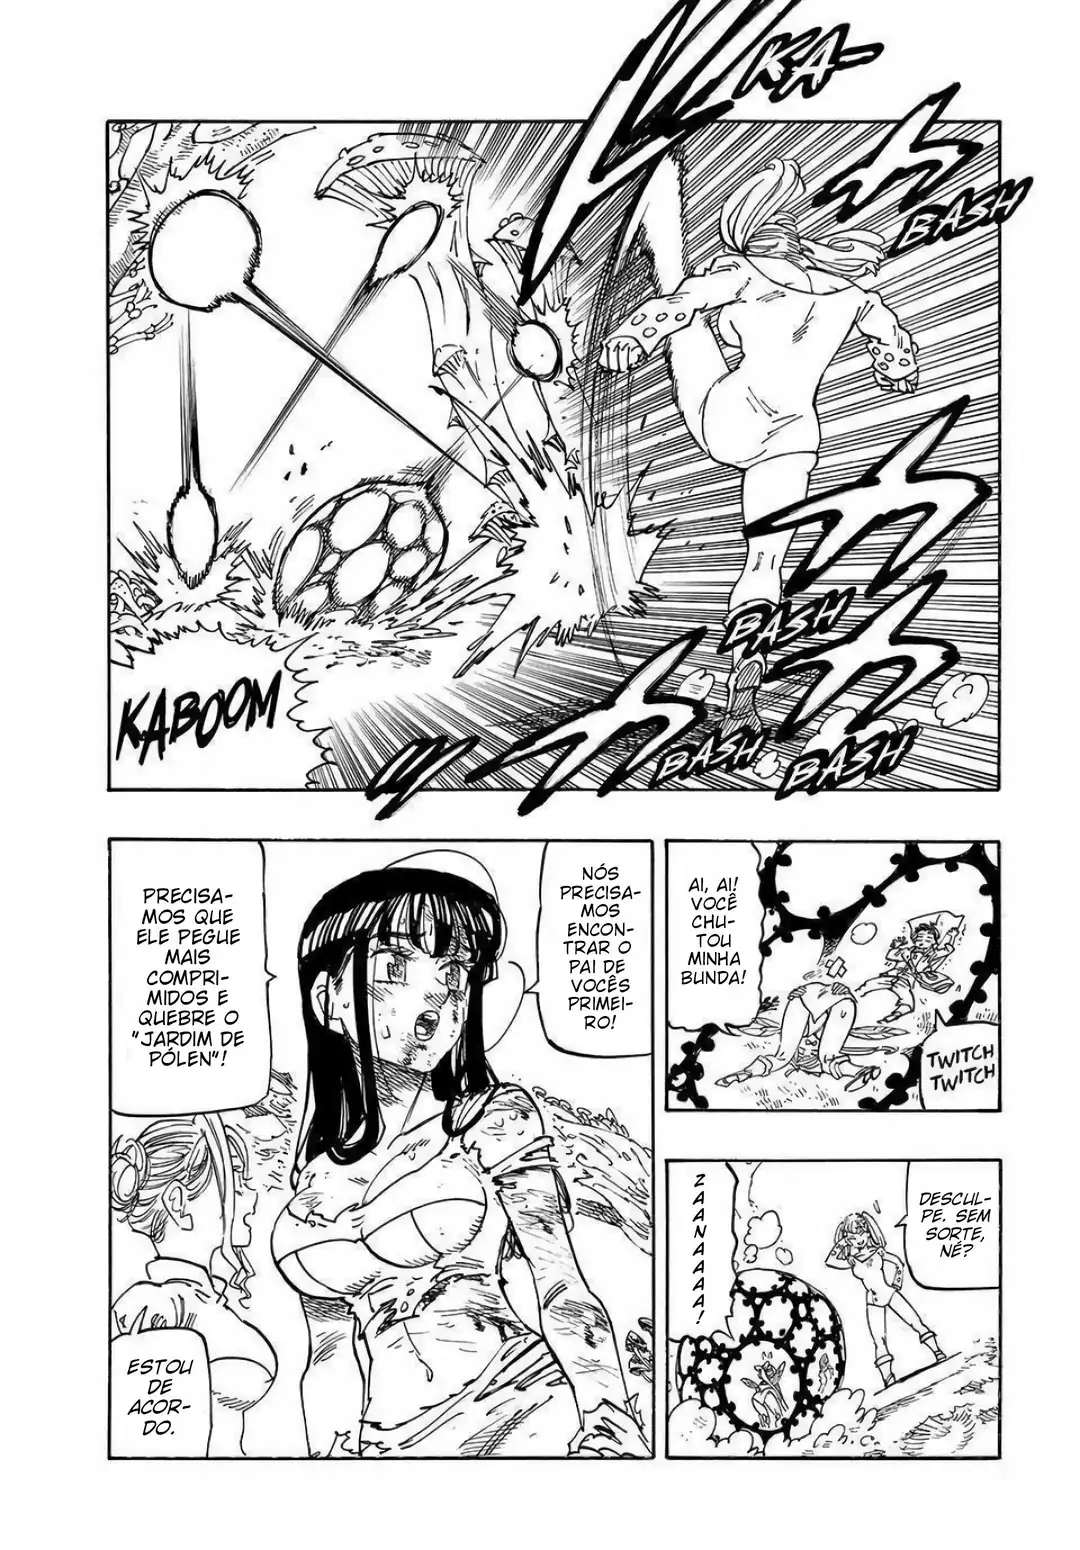 KA-
BASH
BASH
BASH
BASH
KABOOM
AI, AI!
VOCÊ
CHU-
TOU
MINHA
BUNDA!
TWITCH
TWITCH
DESCUL-
PE. SEM
SORTE,
NÉ?
ZAANAAAA!
NÓS
PRECISA-
MOS
ENCON-
TRAR O
PAI DE
VOCÊS
PRIMEI-
RO!
PRECISA-
MOS QUE
ELE PEGUE
MAIS
COMPRI-
MIDOS E
QUEBRE O
"JARDIM DE
PÓLEN"!
ESTOU
DE
ACOR-
DO.